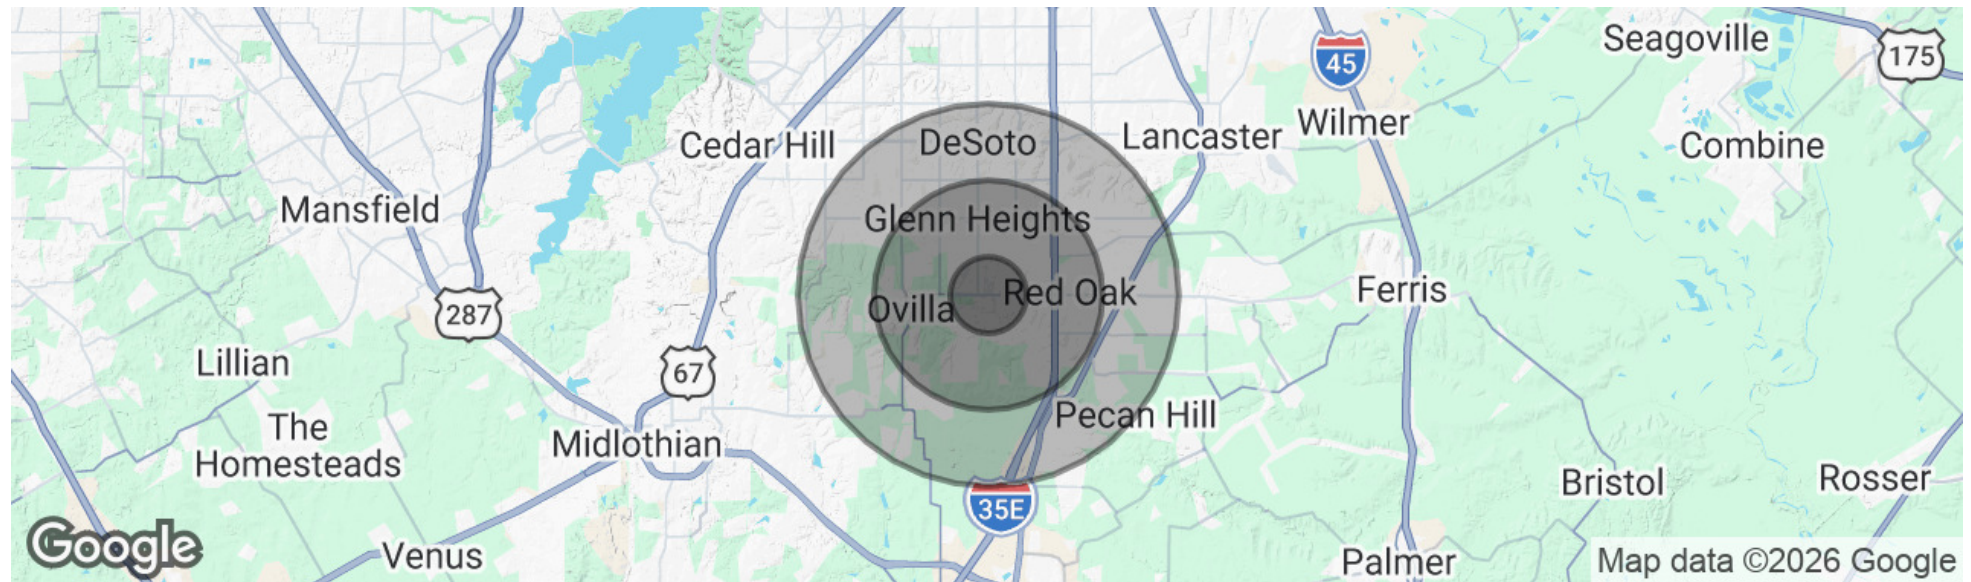 Seagoville
45
175
Wilmer
Cedar Hill
DeSoto
Lancaster
Combine
Mansfield
Glenn Heights
Ovilla
Red Oak
Ferris
287
Lillian
67
The
Homesteads
Midlothian
Pecan Hill
Bristol
Rosser
35E
Google
Venus
Palmer
Map data ©2026 Google